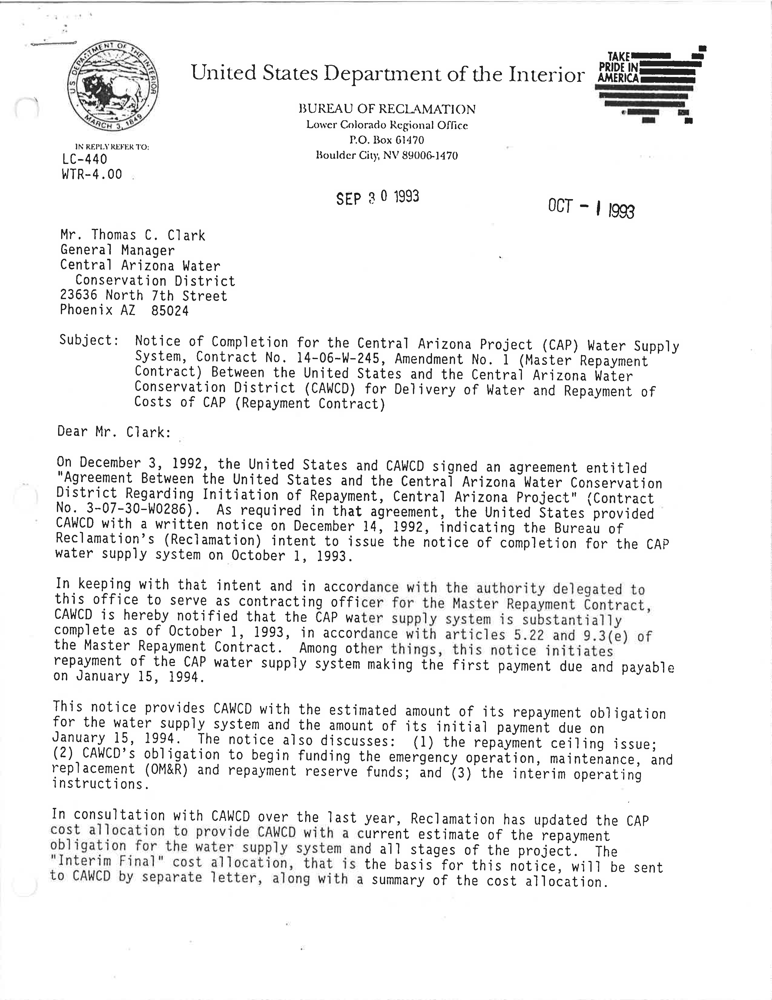 U.S. DEPARTMENT OF THE INTERIOR
MARCH 3, 1849
United States Department of the Interior
TAKE
PRIDE IN
AMERICA
BUREAU OF RECLAMATION
Lower Colorado Regional Office
P.O. Box 61470
Boulder City, NV 89006-1470
IN REPLY REFER TO:
LC-440
WTR-4.00
SEP 30 1993
OCT - 1 1993
Mr. Thomas C. Clark
General Manager
Central Arizona Water
Conservation District
23636 North 7th Street
Phoenix AZ 85024
Subject: Notice of Completion for the Central Arizona Project (CAP) Water Supply
System, Contract No. 14-06-W-245, Amendment No. 1 (Master Repayment
Contract) Between the United States and the Central Arizona Water
Conservation District (CAWCD) for Delivery of Water and Repayment of
Costs of CAP (Repayment Contract)
Dear Mr. Clark:
On December 3, 1992, the United States and CAWCD signed an agreement entitled
"Agreement Between the United States and the Central Arizona Water Conservation
District Regarding Initiation of Repayment, Central Arizona Project" (Contract
No. 3-07-30-W0286). As required in that agreement, the United States provided
CAWCD with a written notice on December 14, 1992, indicating the Bureau of
Reclamation's (Reclamation) intent to issue the notice of completion for the CAP
water supply system on October 1, 1993.
In keeping with that intent and in accordance with the authority delegated to
this office to serve as contracting officer for the Master Repayment Contract,
CAWCD is hereby notified that the CAP water supply system is substantially
complete as of October 1, 1993, in accordance with articles 5.22 and 9.3(e) of
the Master Repayment Contract. Among other things, this notice initiates
repayment of the CAP water supply system making the first payment due and payable
on January 15, 1994.
This notice provides CAWCD with the estimated amount of its repayment obligation
for the water supply system and the amount of its initial payment due on
January 15, 1994. The notice also discusses: (1) the repayment ceiling issue;
(2) CAWCD's obligation to begin funding the emergency operation, maintenance, and
replacement (OM&R) and repayment reserve funds; and (3) the interim operating
instructions.
In consultation with CAWCD over the last year, Reclamation has updated the CAP
cost allocation to provide CAWCD with a current estimate of the repayment
obligation for the water supply system and all stages of the project. The
"Interim Final" cost allocation, that is the basis for this notice, will be sent
to CAWCD by separate letter, along with a summary of the cost allocation.